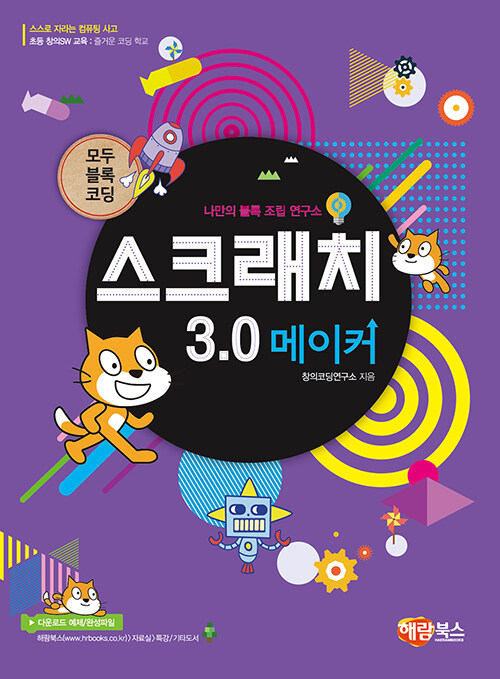 스스로 자라는 컴퓨팅 사고
초등 창의SW 교육 : 즐거운 코딩 학교
모두
블록
코딩
나만의 블록 조립 연구소
스크래치
3.0 메이커
창의코딩연구소 지음
▶ 다운로드 예제/완성파일
해람북스(www.hrbooks.co.kr)〉자료실〉특강/기타도서
해람북스
HAERAMBOOKS